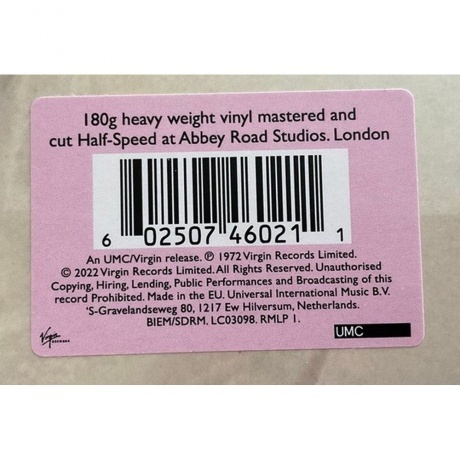 180g heavy weight vinyl mastered and
cut Half-Speed at Abbey Road Studios. London
6 02507 46021 1
An UMC/Virgin release. ℗ 1972 Virgin Records Limited.
© 2022 Virgin Records Limited. All Rights Reserved. Unauthorised
Copying, Hiring, Lending, Public Performances and Broadcasting of this
record Prohibited. Made in the EU. Universal International Music B.V.
'S-Gravelandseweg 80, 1217 Ew Hilversum, Netherlands.
BIEM/SDRM. LC03098. RMLP 1.
Virgin
RECORDS
UMC